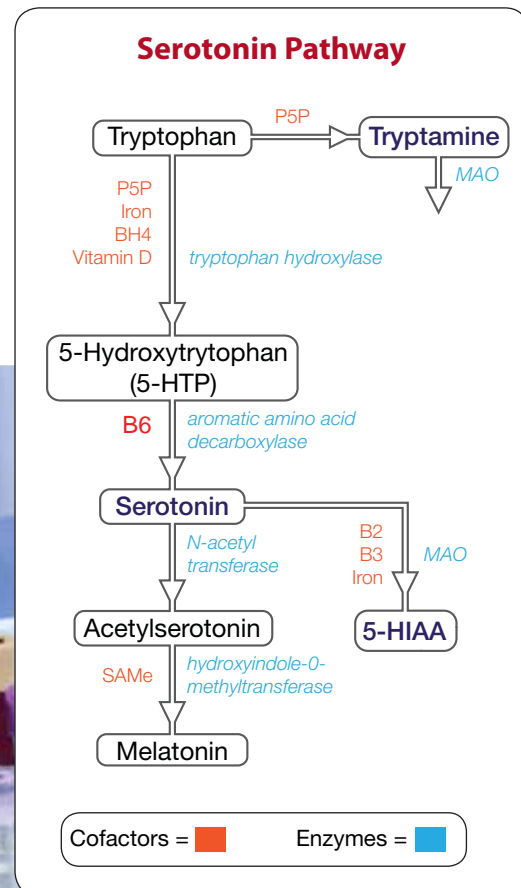 Serotonin Pathway
P5P
Tryptophan
Tryptamine
MAO
P5P
Iron
BH4
Vitamin D
tryptophan hydroxylase
5-Hydroxytrytophan
(5-HTP)
B6
aromatic amino acid
decarboxylase
Serotonin
N-acetyl
transferase
B2
B3
Iron
MAO
Acetylserotonin
5-HIAA
SAMe
hydroxyindole-0-
methyltransferase
Melatonin
Cofactors =
Enzymes =